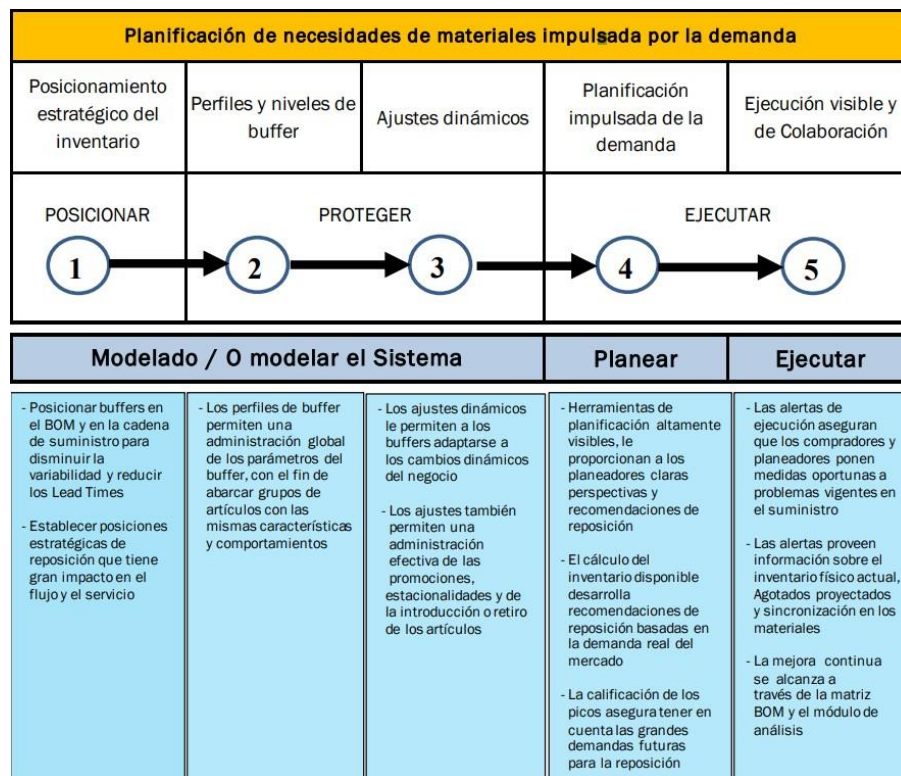 Planificación de necesidades de materiales impulsada por la demanda
Posicionamiento
estratégico del
inventario
Perfiles y niveles de
buffer
Ajustes dinámicos
Planificación
impulsada de la
demanda
Ejecución visible y
de Colaboración
POSICIONAR
PROTEGER
EJECUTAR
1
2
3
4
5
Modelado / O modelar el Sistema
Planear
Ejecutar
- Posicionar buffers en
el BOM y en la cadena
de suministro para
disminuir la
variabilidad y reducir
los Lead Times
- Establecer posiciones
estratégicas de
reposición que tiene
gran impacto en el
flujo y el servicio
- Los perfiles de buffer
permiten una
administración global
de los parámetros del
buffer, con el fin de
abarcar grupos de
artículos con las
mismas características
y comportamientos
- Los ajustes dinámicos
le permiten a los
buffers adaptarse a
los cambios dinámicos
del negocio
- Los ajustes también
permiten una
administración
efectiva de las
promociones,
estacionalidades y de
la introducción o retiro
de los artículos
- Herramientas de
planificación altamente
visibles, le
proporcionan a los
planeadores claras
perspectivas y
recomendaciones de
reposición
- El cálculo del
inventario disponible
desarrolla
recomendaciones de
reposición basadas en
la demanda real del
mercado
- La calificación de los
picos asegura tener en
cuenta las grandes
demandas futuras
para la reposición
- Las alertas de
ejecución aseguran
que los compradores y
planeadores ponen
medidas oportunas a
problemas vigentes en
el suministro
- Las alertas proveen
información sobre el
inventario físico actual,
Agotados proyectados
y sincronización en los
materiales
- La mejora continua
se alcanza a
través de la matriz
BOM y el módulo de
análisis